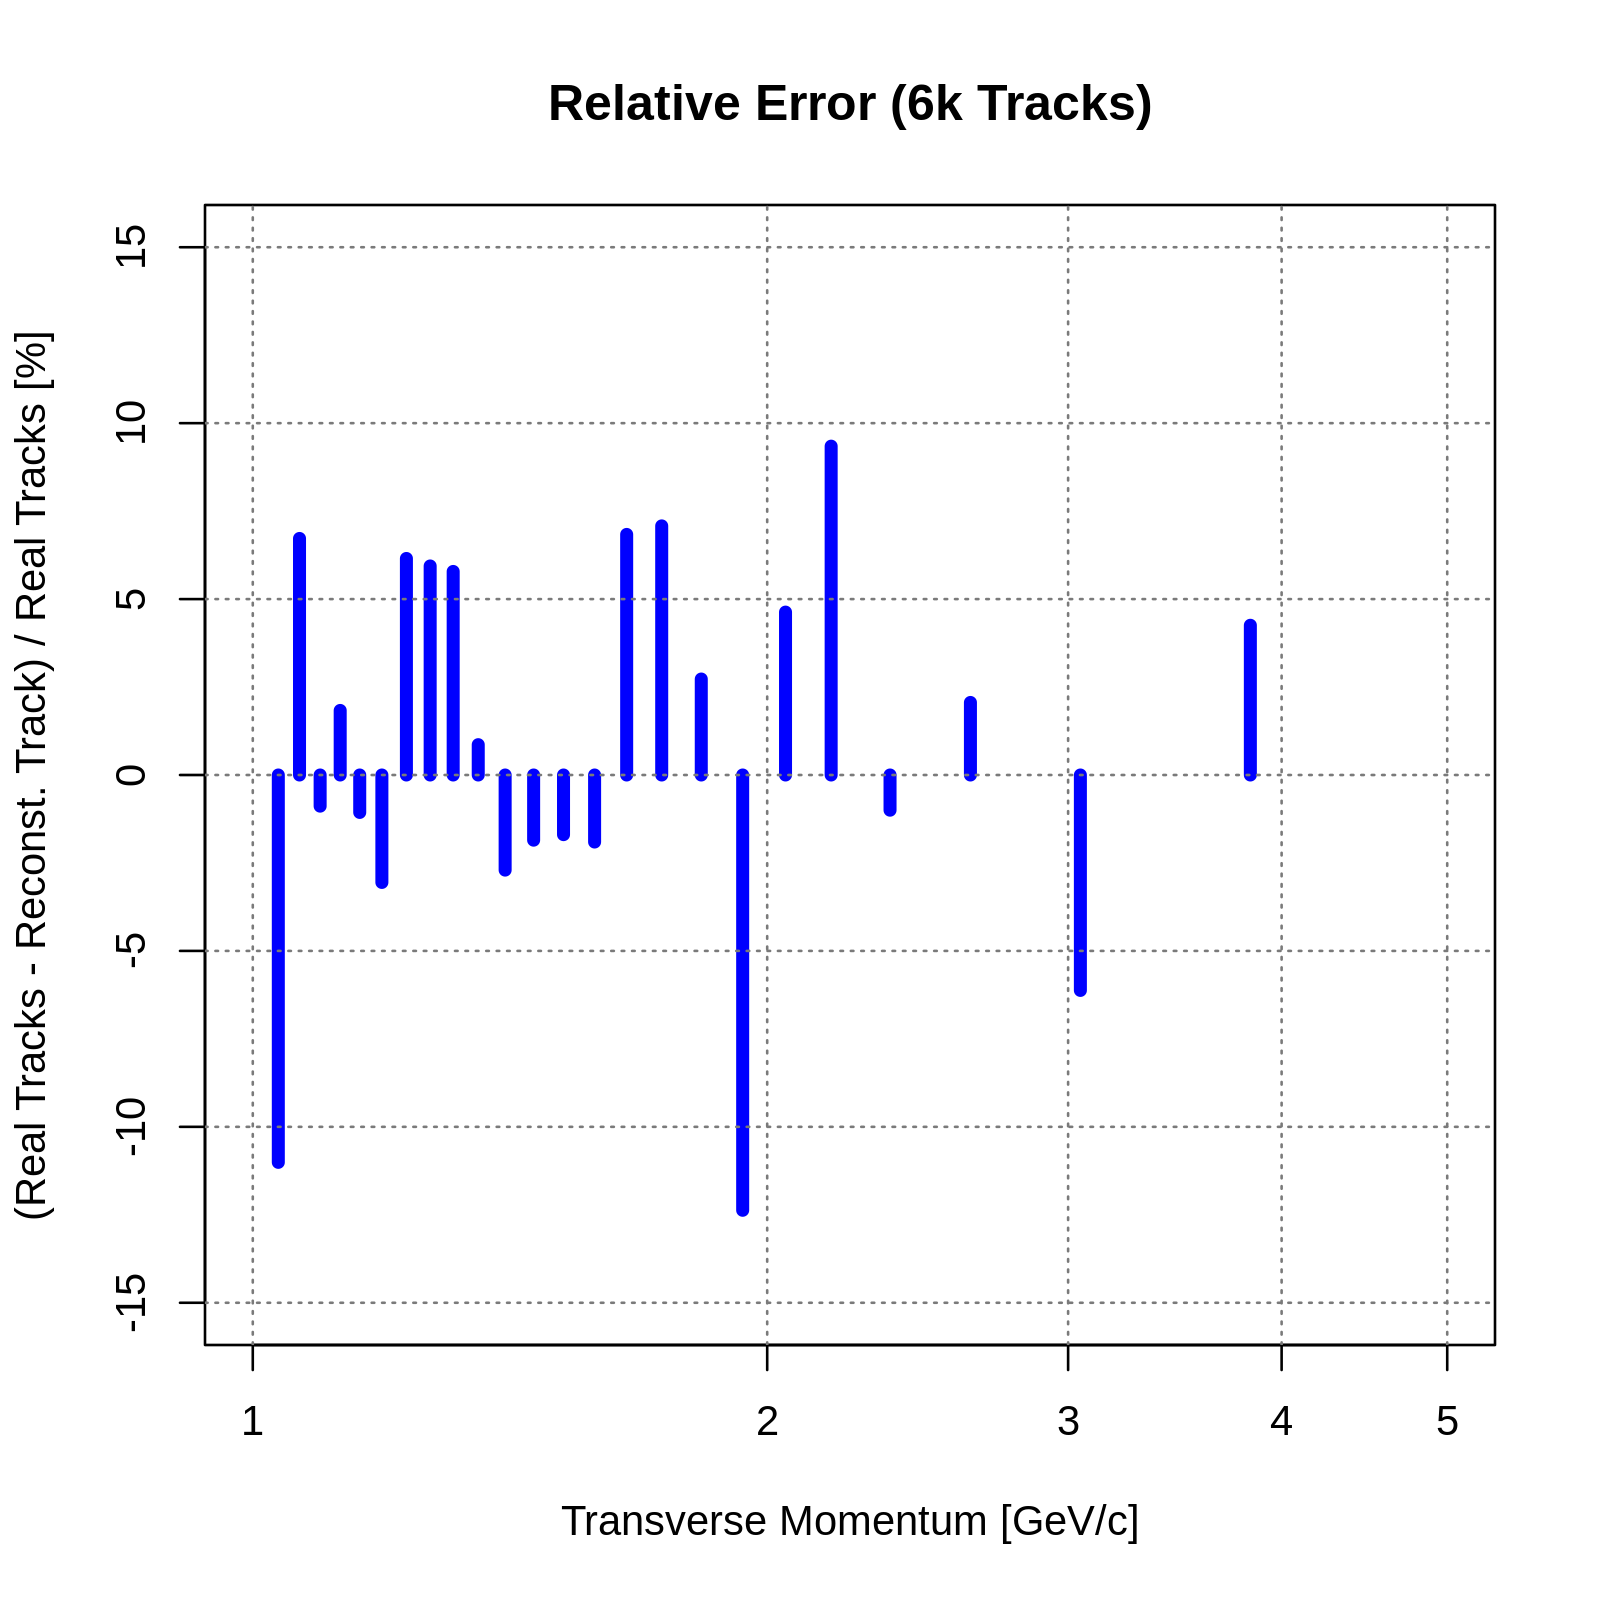 Relative Error (6k Tracks)
(Real Tracks - Reconst. Track) / Real Tracks [%]
15
10
5
0
-5
-10
-15
1 2 3 4 5
Transverse Momentum [GeV/c]